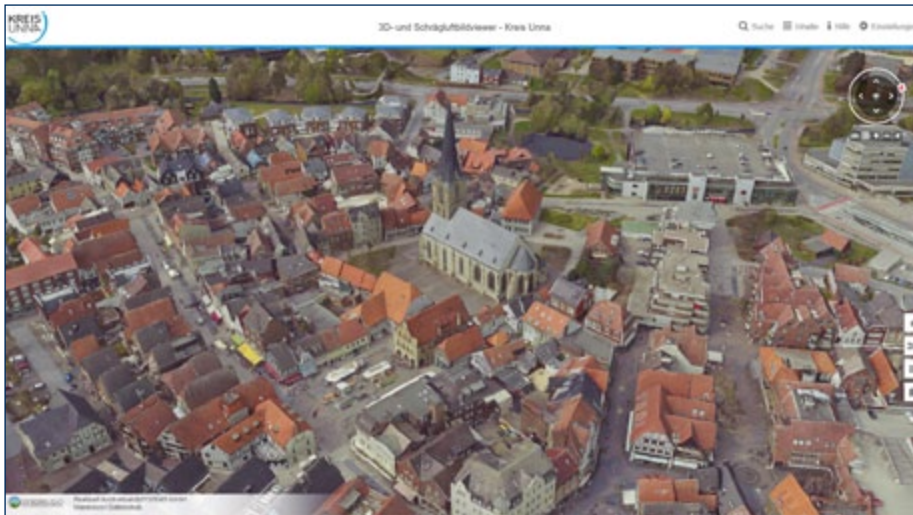 KREIS
UNNA
3D- und Schrägluftbildviewer - Kreis Unna
Suche
Inhalte
Hilfe
Einstellungen